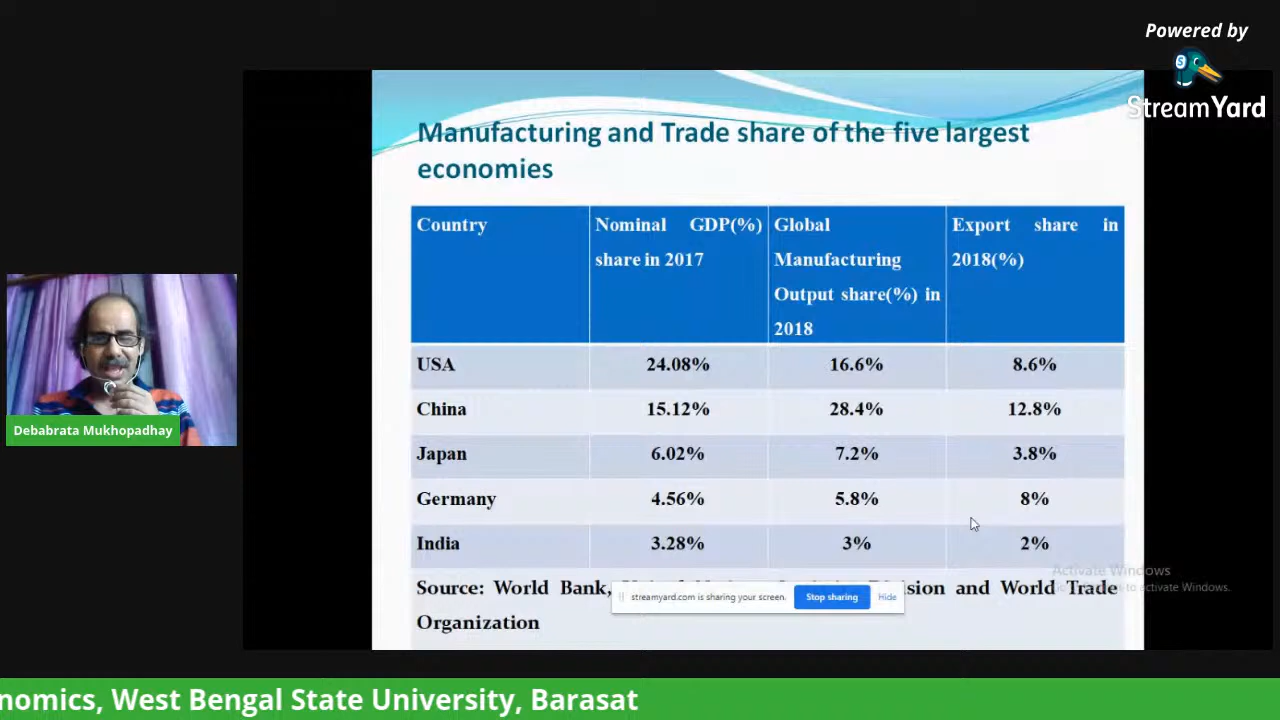 Powered by
StreamYard
Manufacturing and Trade share of the five largest
economies
Country
Nominal GDP(%)
share in 2017
Global
Manufacturing
Output share(%) in
2018
Export share in
2018(%)
USA 24.08% 16.6% 8.6%
China 15.12% 28.4% 12.8%
Japan 6.02% 7.2% 3.8%
Germany 4.56% 5.8% 8%
India 3.28% 3% 2%
Source: World Bank, and World Trade
Organization
streamyard.com is sharing your screen. Stop sharing Hide
Activate Windows
to activate Windows.
Debabrata Mukhopadhay
nomics, West Bengal State University, Barasat